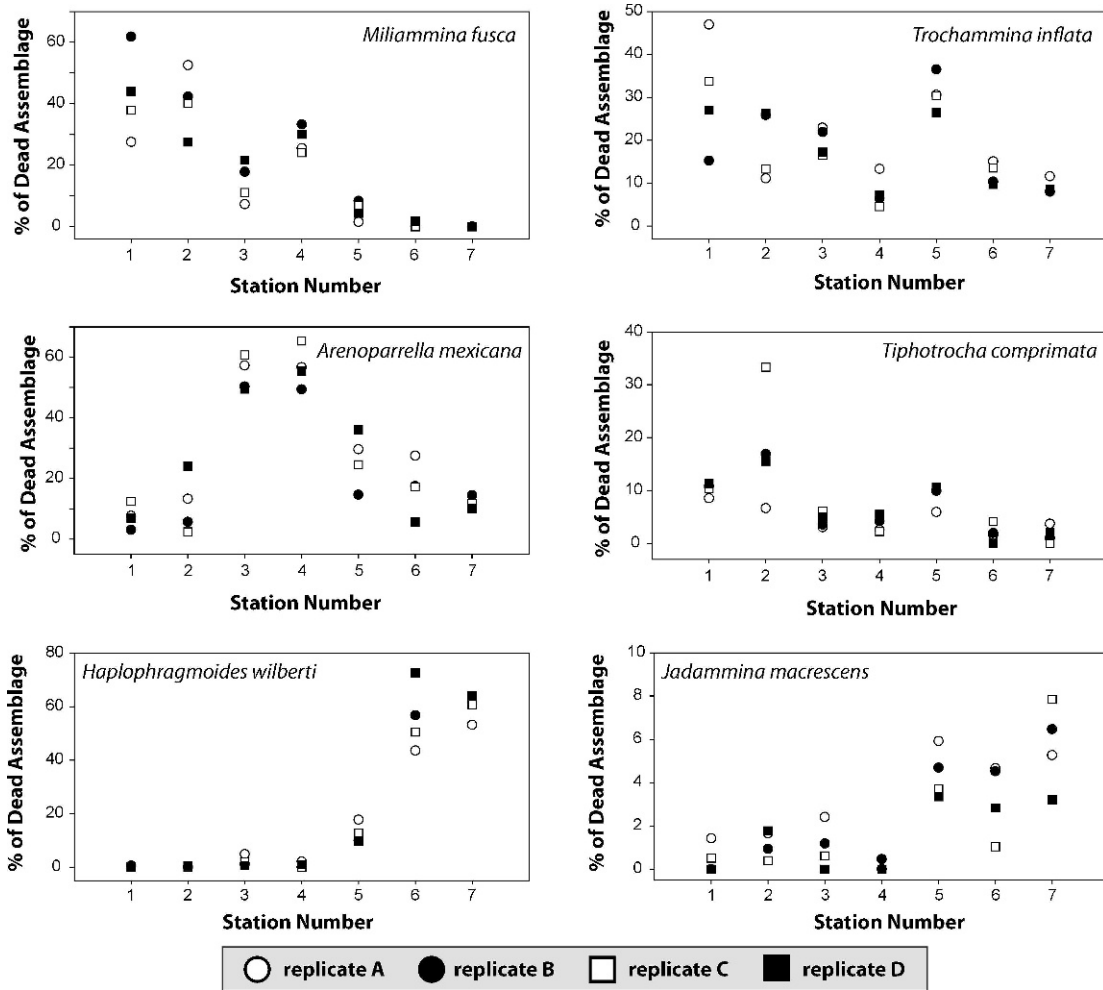 Miliammina fusca
% of Dead Assemblage
60
40
20
0
1 2 3 4 5 6 7
Station Number
Trochammina inflata
% of Dead Assemblage
50
40
30
20
10
0
1 2 3 4 5 6 7
Station Number
Arenoparrella mexicana
% of Dead Assemblage
60
40
20
0
1 2 3 4 5 6 7
Station Number
Tiphotrocha comprimata
% of Dead Assemblage
40
30
20
10
0
1 2 3 4 5 6 7
Station Number
Haplophragmoides wilberti
% of Dead Assemblage
80
60
40
20
0
1 2 3 4 5 6 7
Station Number
Jadammina macrescens
% of Dead Assemblage
10
8
6
4
2
0
1 2 3 4 5 6 7
Station Number
replicate A replicate B replicate C replicate D